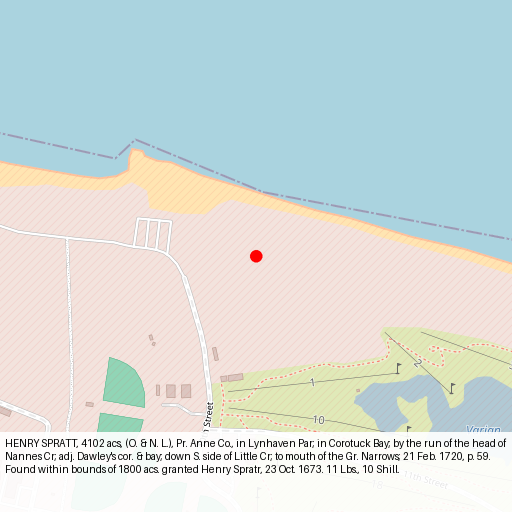 1
2
10
Street
Varian
HENRY SPRATT, 4102 acs, (O. & N. L.), Pr. Anne Co., in Lynhaven Par; in Corotuck Bay; by the run of the head of
Nannes Cr; adj. Dawley's cor. & bay; down S. side of Little Cr; to mouth of the Gr. Narrows; 21 Feb. 1720, p. 59.
Found within bounds of 1800 acs. granted Henry Spratr, 23 Oct. 1673. 11 Lbs., 10 Shill.
11th Street
18